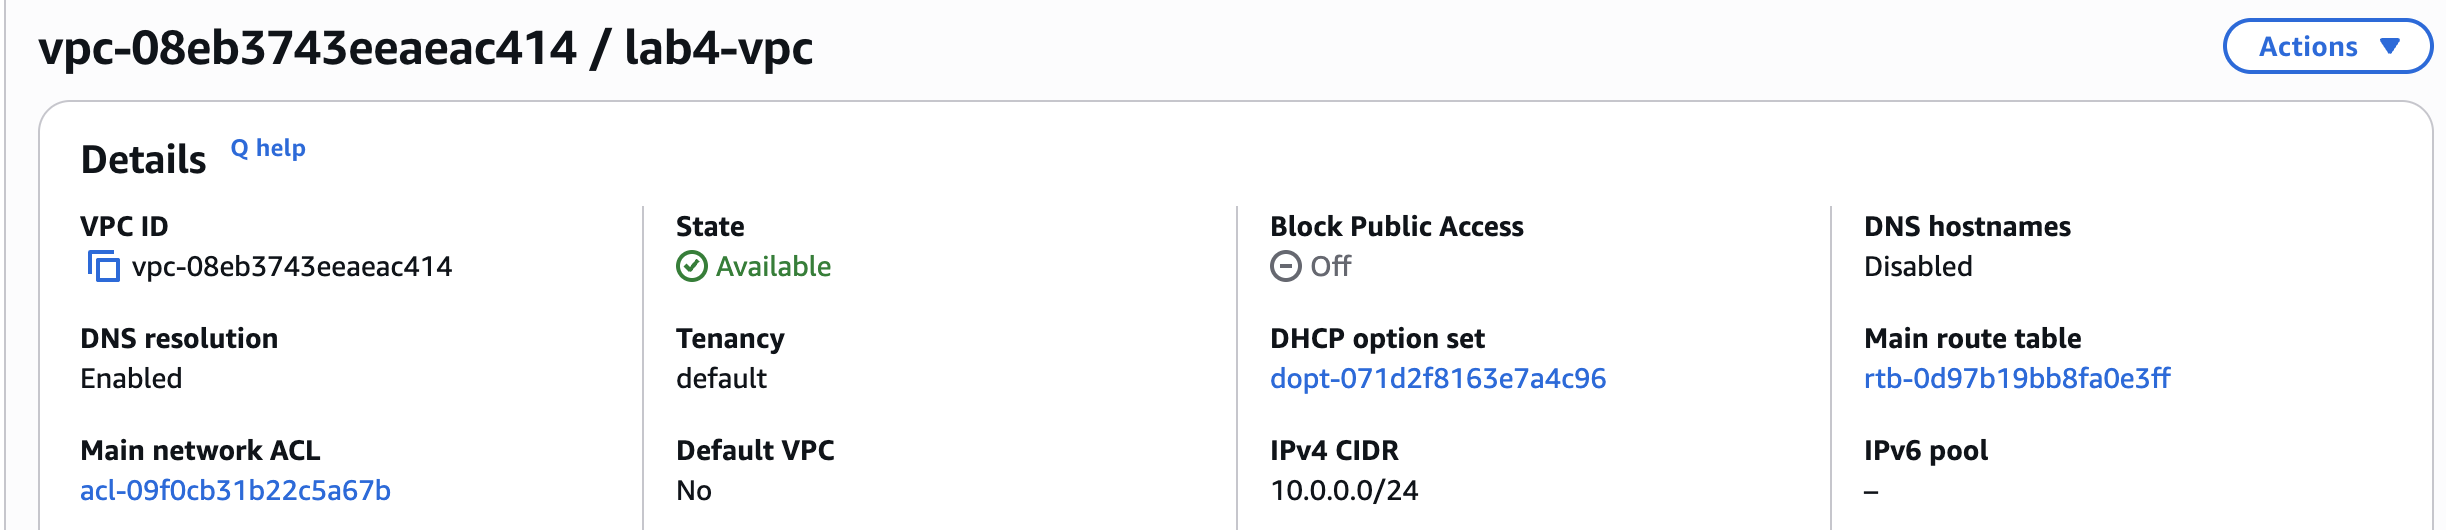 vpc-08eb3743eeaeac414 / lab4-vpc
Actions
Details
Q help
VPC ID
vpc-08eb3743eeaeac414
State
Available
Block Public Access
Off
DNS hostnames
Disabled
DNS resolution
Enabled
Tenancy
default
DHCP option set
dopt-071d2f8163e7a4c96
Main route table
rtb-0d97b19bb8fa0e3ff
Main network ACL
acl-09f0cb31b22c5a67b
Default VPC
No
IPv4 CIDR
10.0.0.0/24
IPv6 pool
–